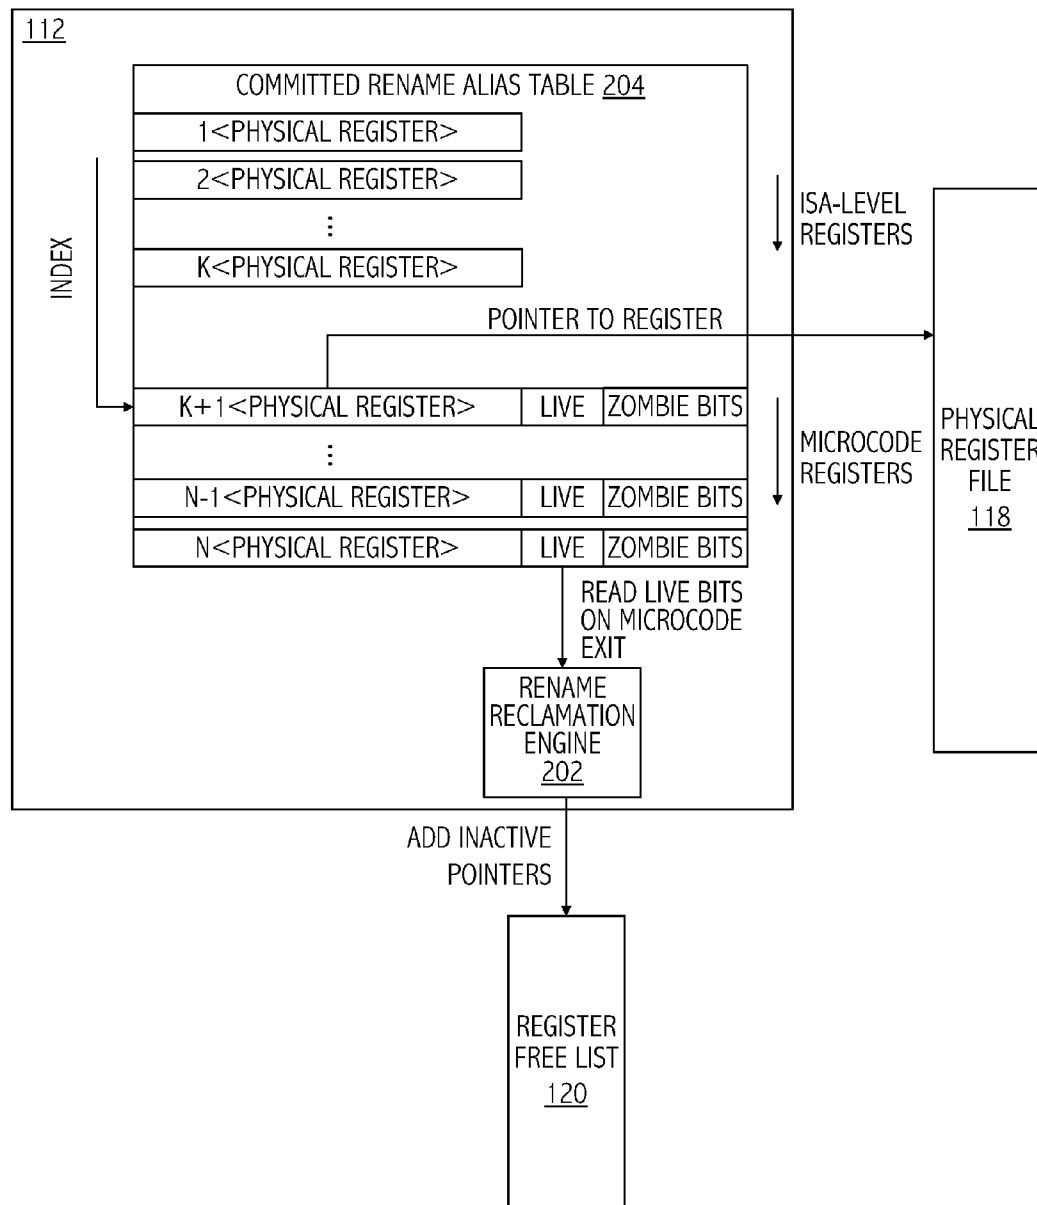 112
COMMITTED RENAME ALIAS TABLE 204
1<PHYSICAL REGISTER>
2<PHYSICAL REGISTER>
...
K<PHYSICAL REGISTER>
INDEX
ISA-LEVEL
REGISTERS
POINTER TO REGISTER
K+1<PHYSICAL REGISTER> LIVE ZOMBIE BITS
...
N-1<PHYSICAL REGISTER> LIVE ZOMBIE BITS
N<PHYSICAL REGISTER> LIVE ZOMBIE BITS
MICROCODE
REGISTERS
PHYSICAL
REGISTER
FILE
118
READ LIVE BITS
ON MICROCODE
EXIT
RENAME
RECLAMATION
ENGINE
202
ADD INACTIVE
POINTERS
REGISTER
FREE LIST
120